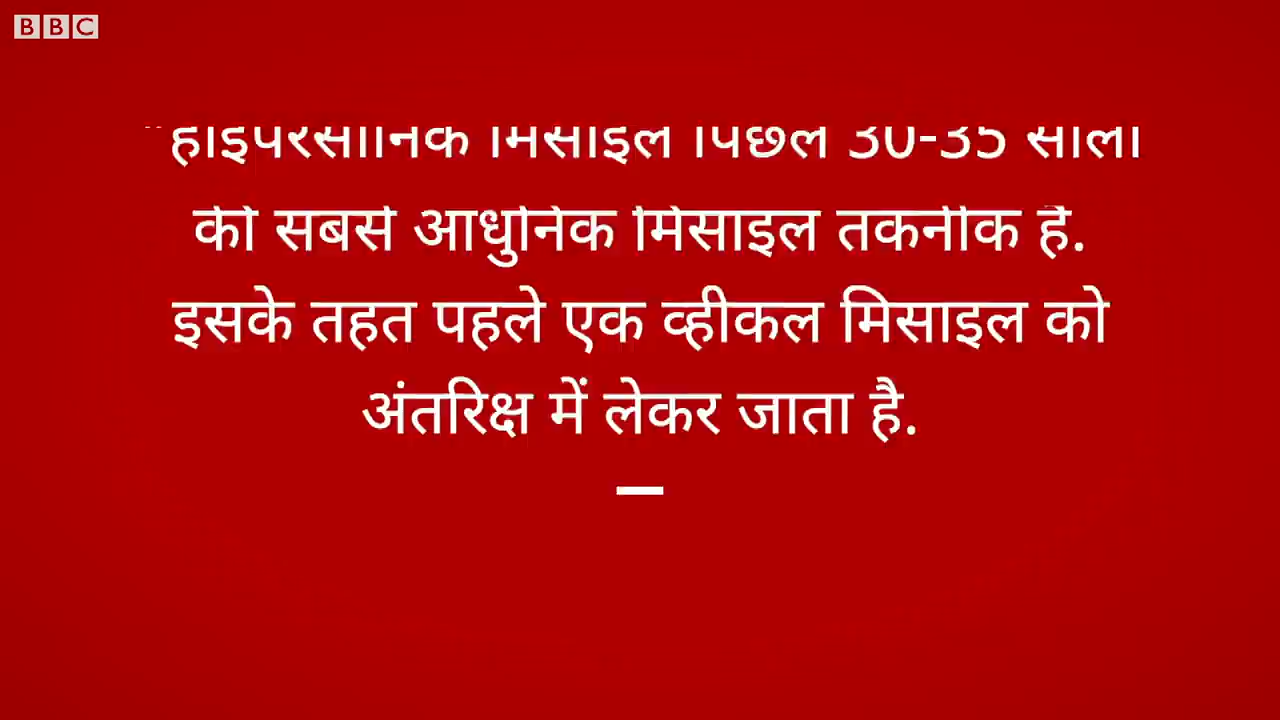 BBC
"हाइपरसोनिक मिसाइल पिछले 30-35 सालों
की सबसे आधुनिक मिसाइल तकनीक है.
इसके तहत पहले एक व्हीकल मिसाइल को
अंतरिक्ष में लेकर जाता है.